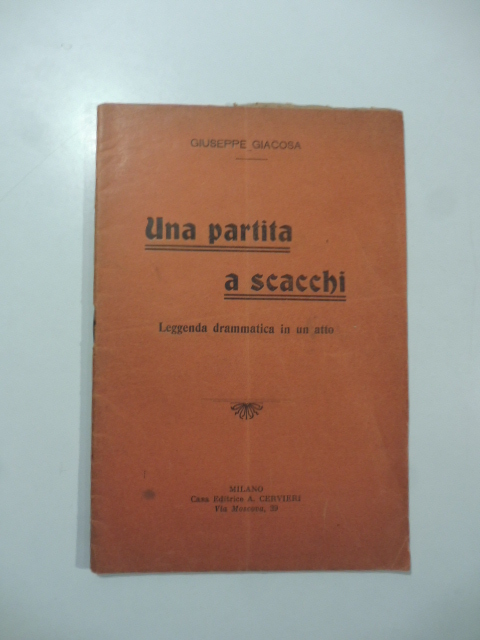 GIUSEPPE GIACOSA
Una partita
a scacchi
Leggenda drammatica in un atto
MILANO
Casa Editrice A. CERVIERI
Via Moscova, 39